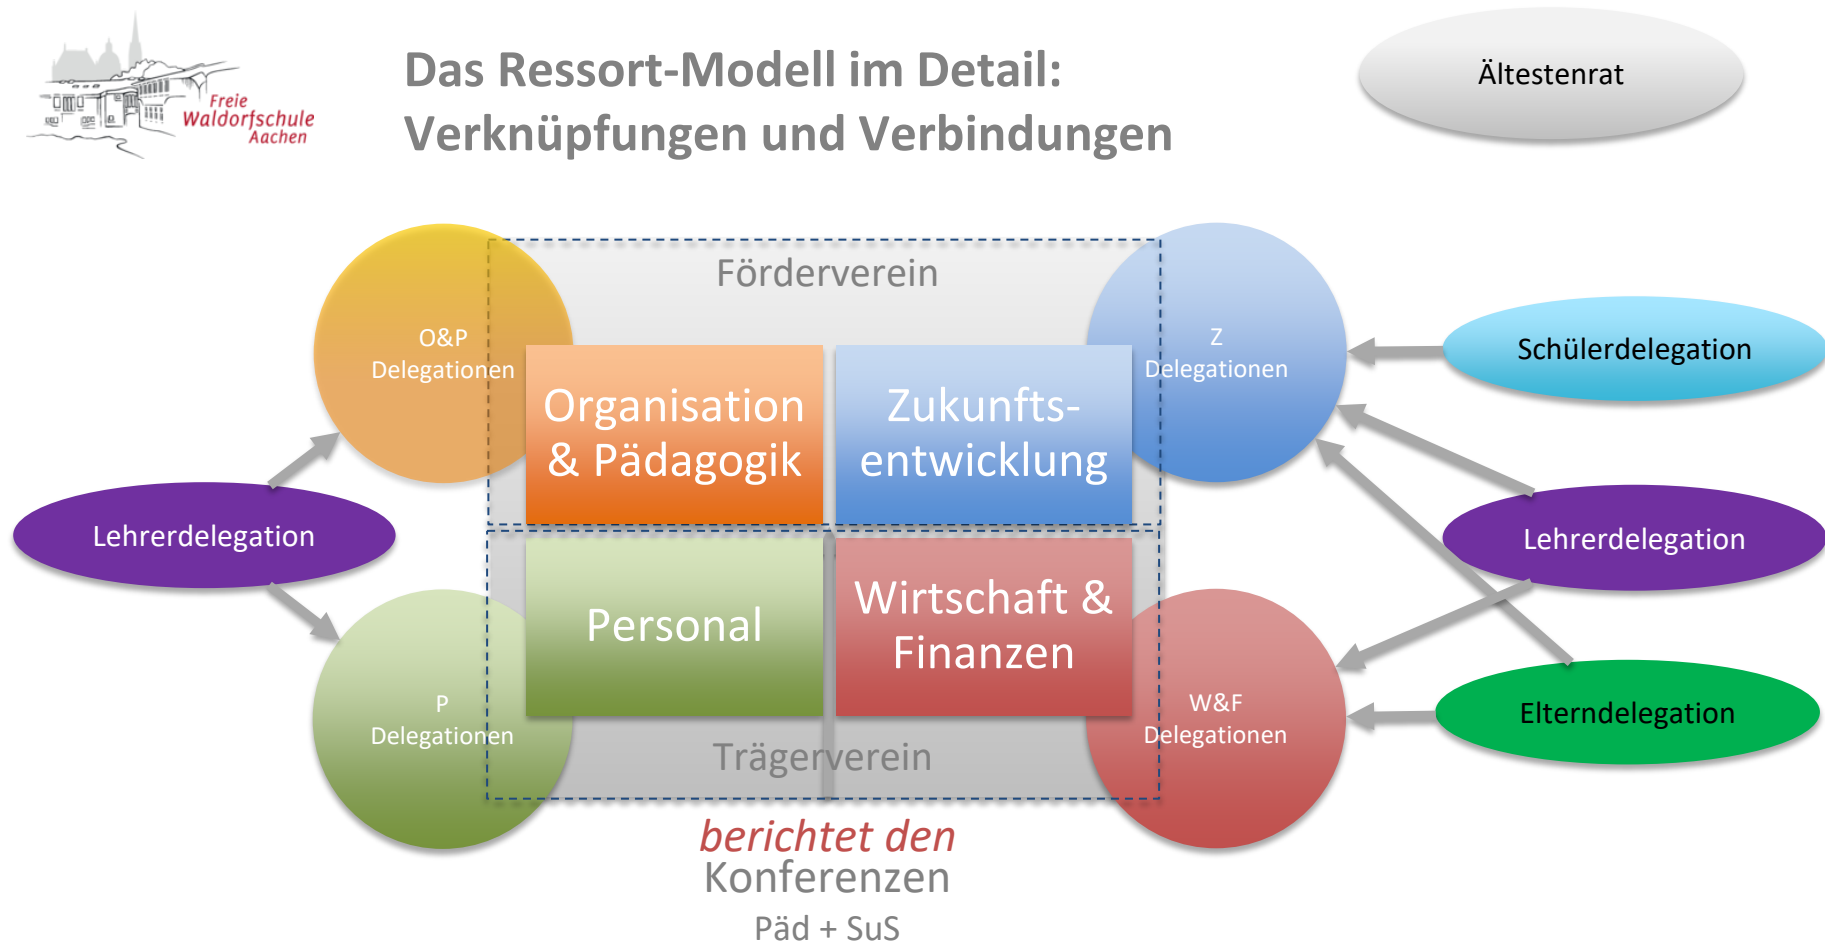 Freie
Waldorfschule
Aachen
Das Ressort-Modell im Detail:
Verknüpfungen und Verbindungen
Ältestenrat
Förderverein
O&P
Delegationen
Z
Delegationen
Schülerdelegation
Organisation
& Pädagogik
Zukunfts-
entwicklung
Lehrerdelegation
Lehrerdelegation
Personal
Wirtschaft &
Finanzen
P
Delegationen
W&F
Delegationen
Elterndelegation
Trägerverein
berichtet den
Konferenzen
Päd + SuS